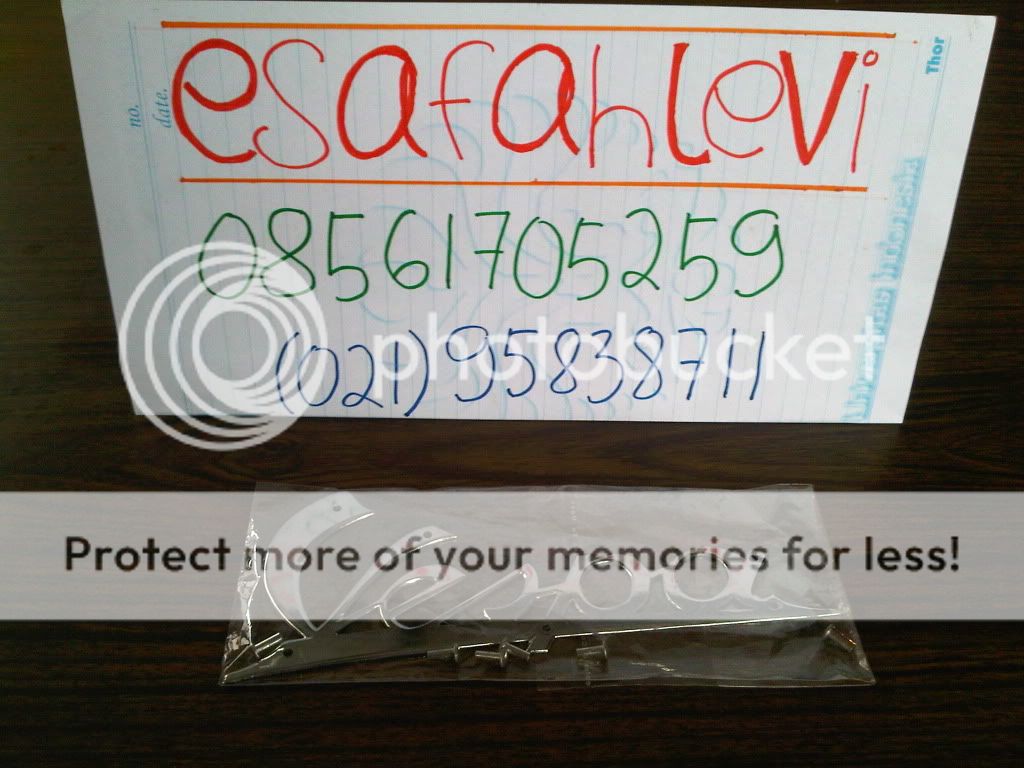 no.
date.
Thor
esafahlevi
08561705259
(021) 95838711
photobucket
Protect more of your memories for less!
Vespa